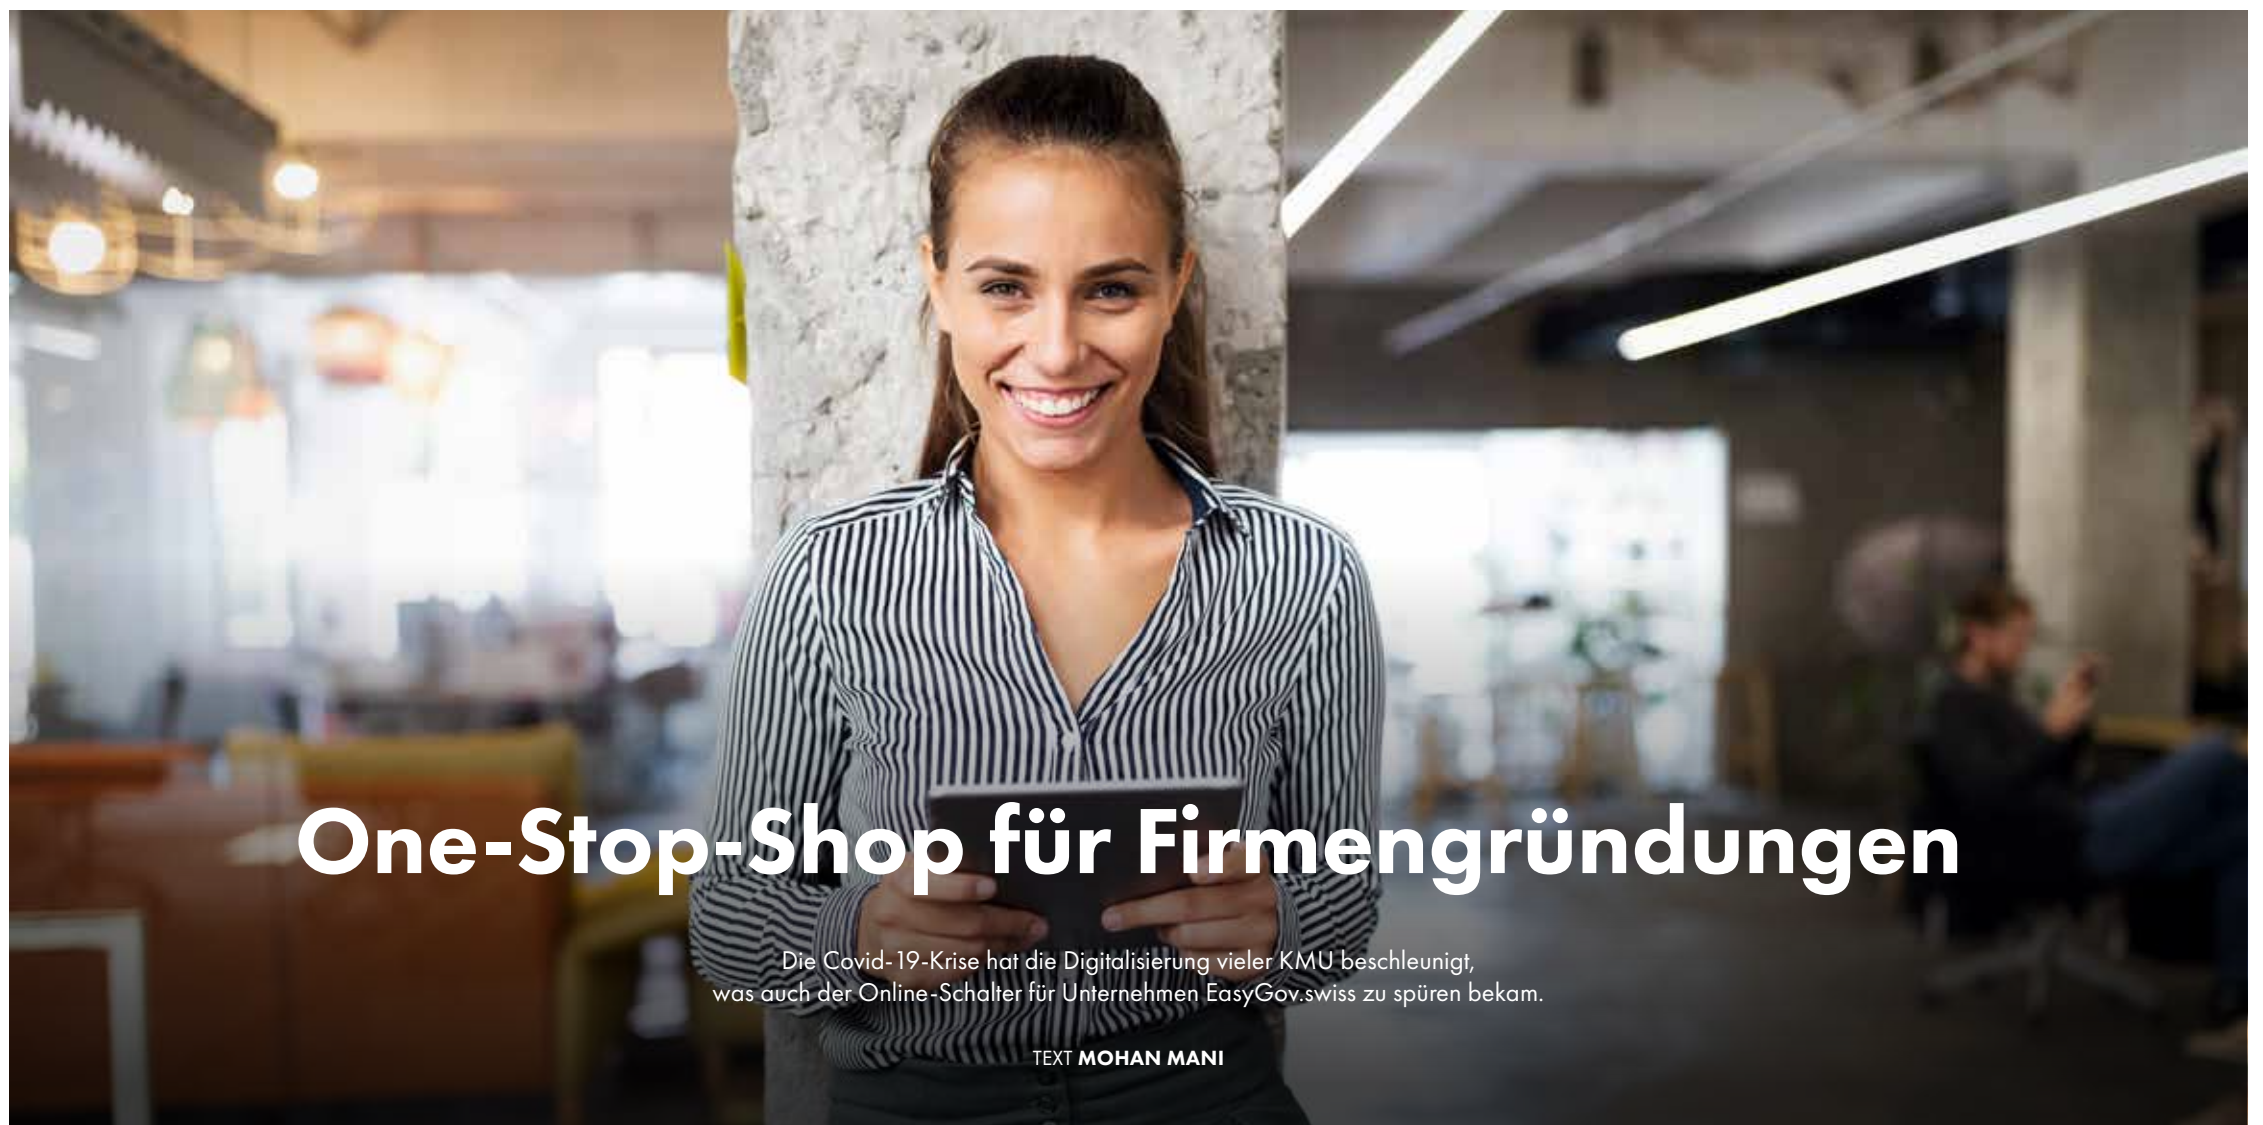 One-Stop-Shop für Firmengründungen
Die Covid-19-Krise hat die Digitalisierung vieler KMU beschleunigt,
was auch der Online-Schalter für Unternehmen EasyGov.swiss zu spüren bekam.
TEXT MOHAN MANI